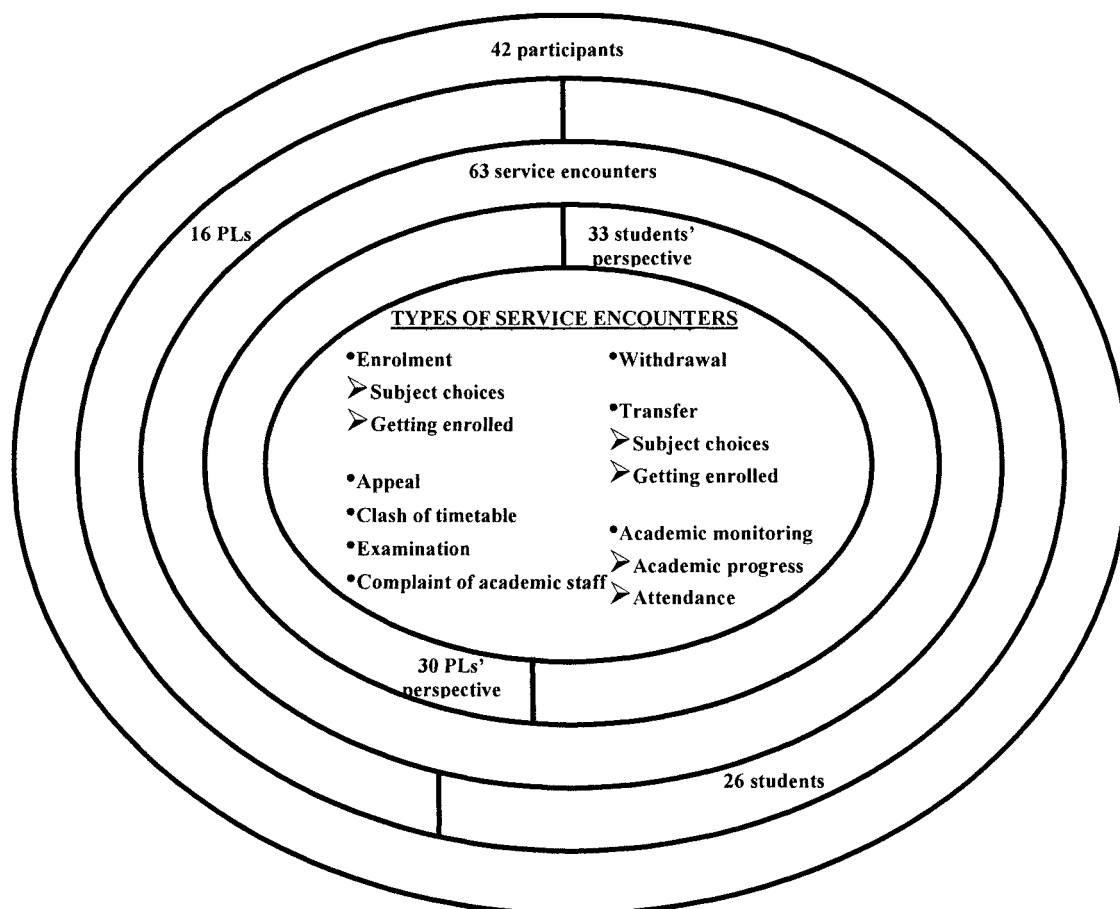 42 participants
63 service encounters
16 PLs
33 students’
perspective
TYPES OF SERVICE ENCOUNTERS
•Enrolment
➢Subject choices
➢Getting enrolled
•Appeal
•Clash of timetable
•Examination
•Complaint of academic staff
•Withdrawal
•Transfer
➢Subject choices
➢Getting enrolled
•Academic monitoring
➢Academic progress
➢Attendance
30 PLs’
perspective
26 students